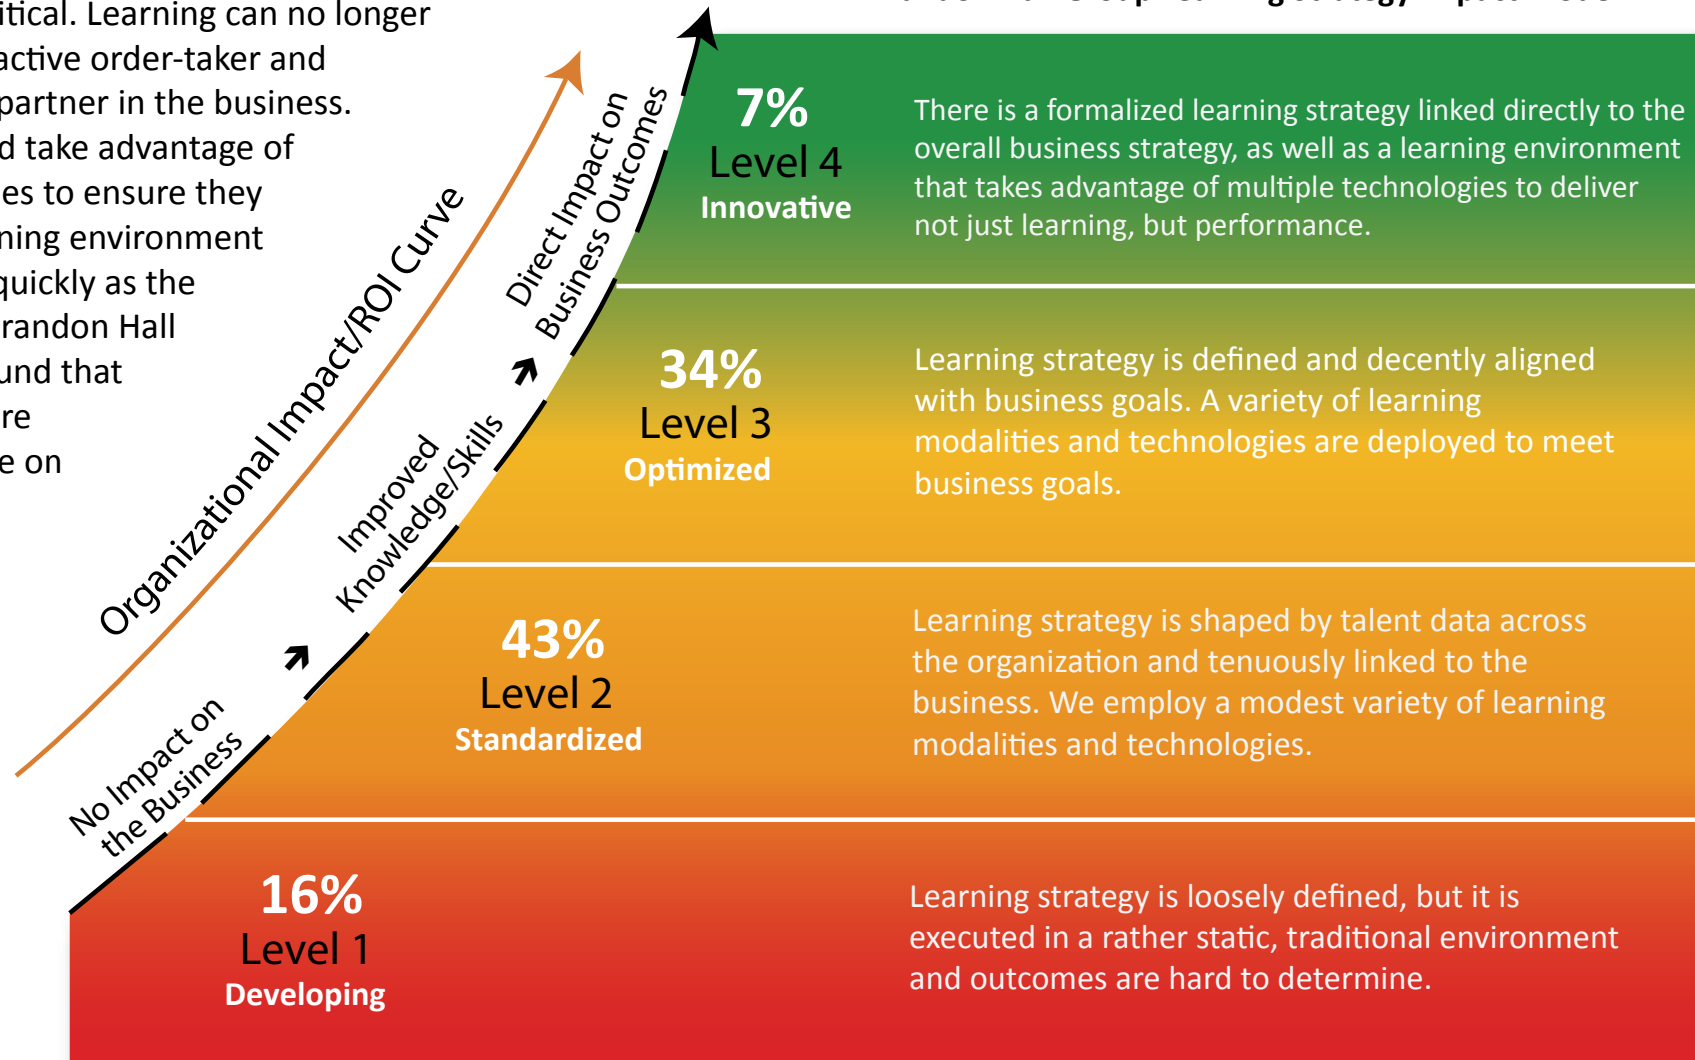 itical. Learning can no longer
active order-taker and
partner in the business.
d take advantage of
es to ensure they
ning environment
quickly as the
randon Hall
und that
re
e on
Organizational Impact/ROI Curve
No Impact on
the Business
Improved
Knowledge/Skills
Direct Impact on
Business Outcomes
7%
Level 4
Innovative
There is a formalized learning strategy linked directly to the
overall business strategy, as well as a learning environment
that takes advantage of multiple technologies to deliver
not just learning, but performance.
34%
Level 3
Optimized
Learning strategy is defined and decently aligned
with business goals. A variety of learning
modalities and technologies are deployed to meet
business goals.
43%
Level 2
Standardized
Learning strategy is shaped by talent data across
the organization and tenuously linked to the
business. We employ a modest variety of learning
modalities and technologies.
16%
Level 1
Developing
Learning strategy is loosely defined, but it is
executed in a rather static, traditional environment
and outcomes are hard to determine.